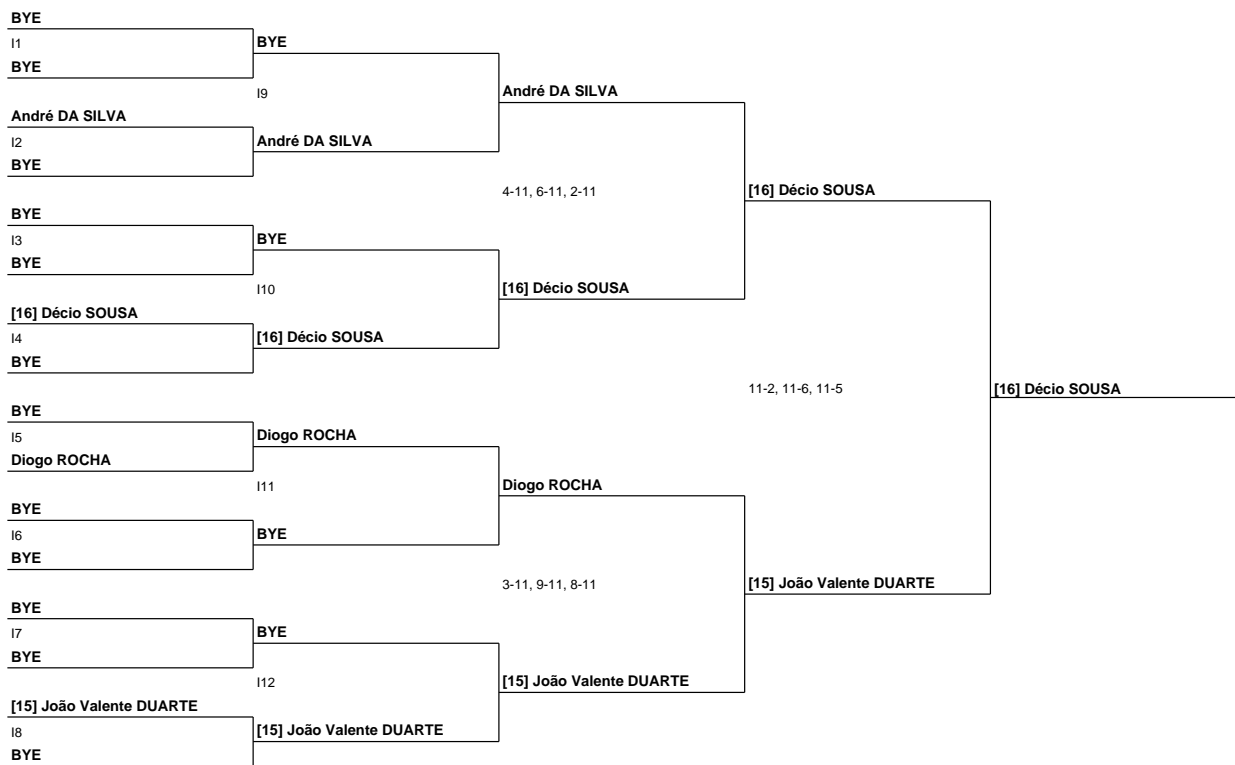 BYE
I1
BYE
BYE
I9
André DA SILVA
André DA SILVA
I2
André DA SILVA
BYE
4-11, 6-11, 2-11
[16] Décio SOUSA
BYE
I3
BYE
BYE
I10
[16] Décio SOUSA
[16] Décio SOUSA
I4
[16] Décio SOUSA
BYE
11-2, 11-6, 11-5
[16] Décio SOUSA
BYE
I5
Diogo ROCHA
Diogo ROCHA
I11
Diogo ROCHA
BYE
I6
BYE
BYE
3-11, 9-11, 8-11
[15] João Valente DUARTE
BYE
I7
BYE
BYE
I12
[15] João Valente DUARTE
[15] João Valente DUARTE
I8
[15] João Valente DUARTE
BYE